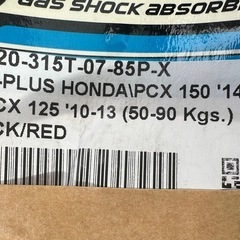 GAS SHOCK ABSORB
20-315T-07-85P-X
-PLUS HONDA\PCX 150 '14
CX 125 '10-13 (50-90 Kgs.)
CK/RED